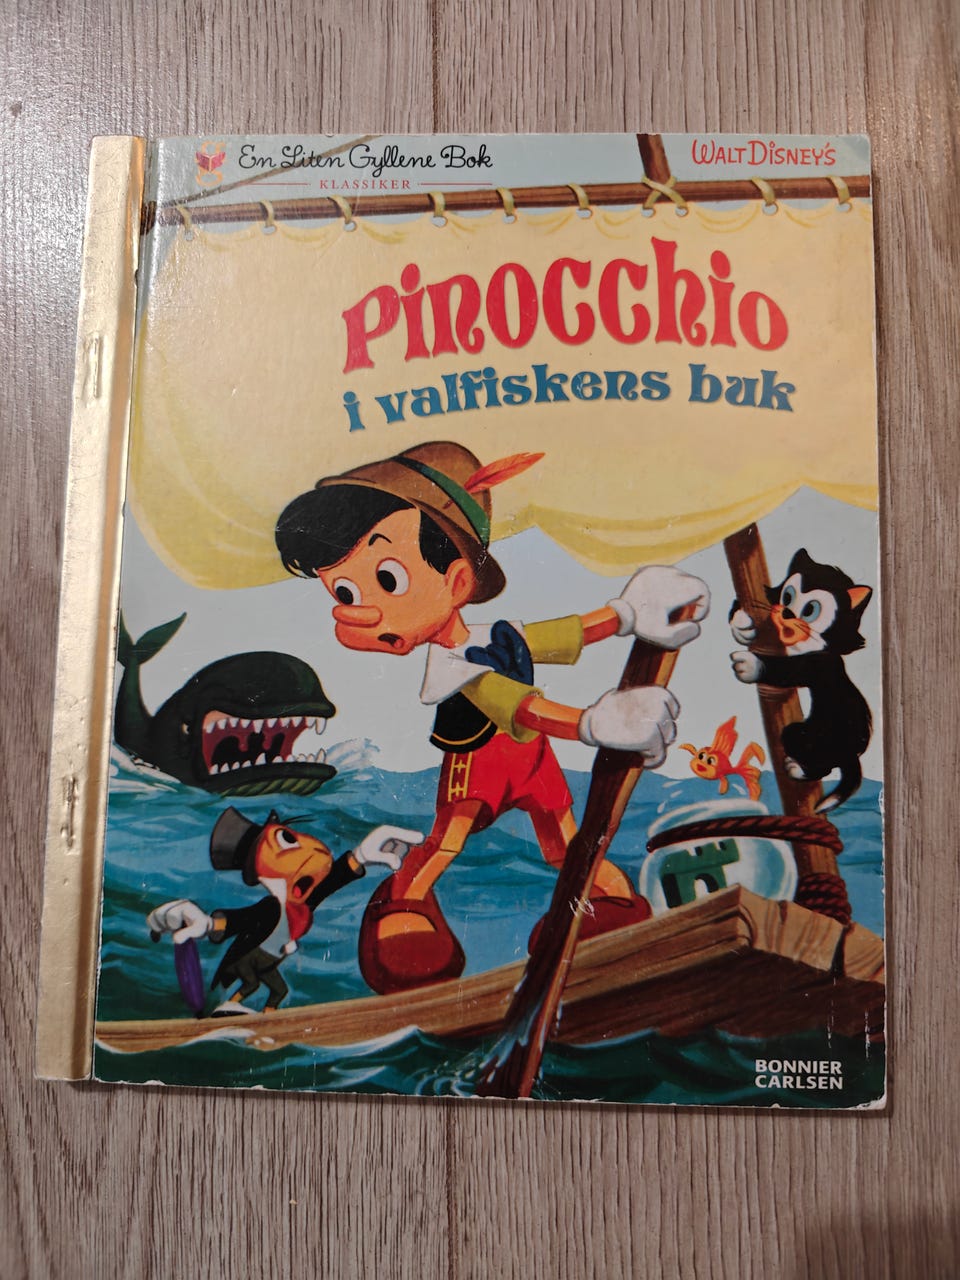 En Liten Gyllene Bok
KLASSIKER
WALT DISNEY'S
Pinocchio
i valfiskens buk
BONNIER
CARLSEN